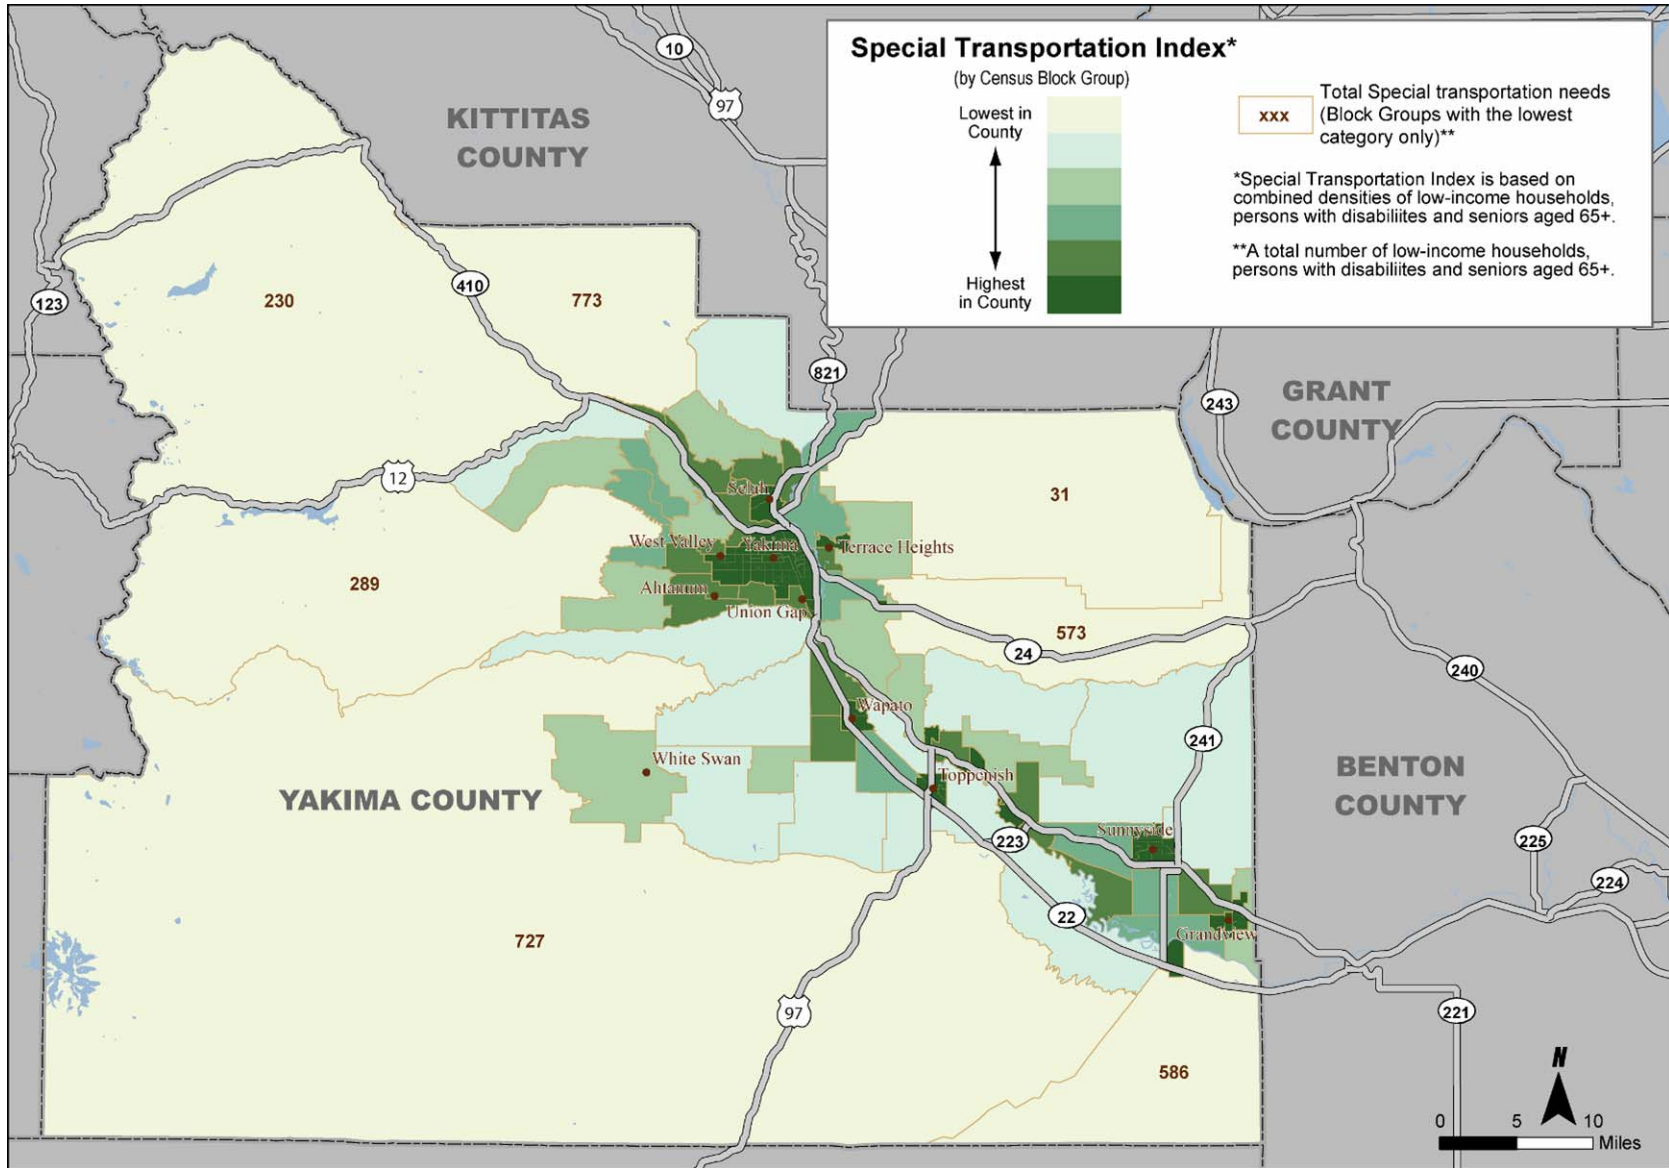 Special Transportation Index*
(by Census Block Group)
Lowest in
County
Highest
in County
xxx
Total Special transportation needs
(Block Groups with the lowest
category only)**
*Special Transportation Index is based on
combined densities of low-income households,
persons with disabiliites and seniors aged 65+.
**A total number of low-income households,
persons with disabiliites and seniors aged 65+.
10
97
KITTITAS
COUNTY
123
230
410
773
821
243
GRANT
COUNTY
12
Selah
31
West Valley
Yakima
Terrace Heights
289
Ahtanum
Union Gap
573
24
240
Wapato
241
White Swan
Toppenish
YAKIMA COUNTY
BENTON
COUNTY
Sunnyside
223
225
224
22
Grandview
727
97
221
586
N
0
5
10
Miles